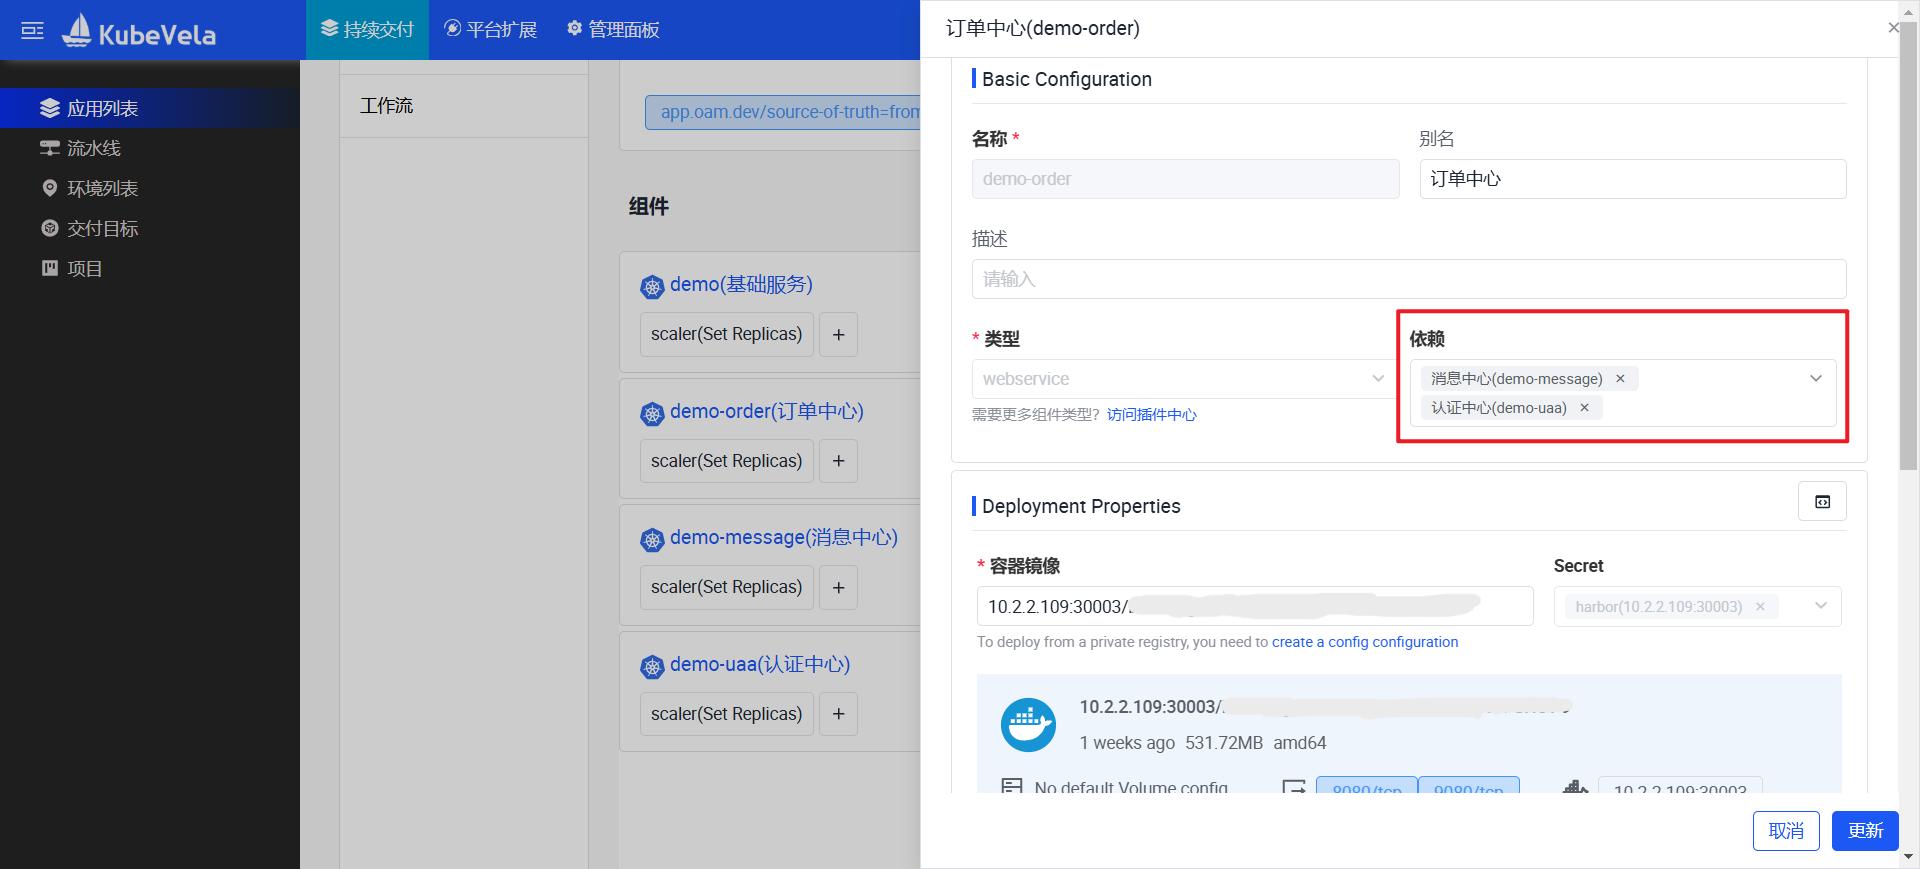 KubeVela
持续交付
平台扩展
管理面板
应用列表
流水线
环境列表
交付目标
项目
工作流
app.oam.dev/source-of-truth=from
组件
demo(基础服务)
scaler(Set Replicas)
+
demo-order(订单中心)
scaler(Set Replicas)
+
demo-message(消息中心)
scaler(Set Replicas)
+
demo-uaa(认证中心)
scaler(Set Replicas)
+
订单中心(demo-order)
×
Basic Configuration
名称 *
demo-order
别名
订单中心
描述
请输入
* 类型
webservice
需要更多组件类型? 访问插件中心
依赖
消息中心(demo-message) ×
认证中心(demo-uaa) ×
Deployment Properties
* 容器镜像
10.2.2.109:30003/
Secret
harbor(10.2.2.109:30003) ×
To deploy from a private registry, you need to create a config configuration
10.2.2.109:30003/
1 weeks ago 531.72MB amd64
No default Volume config
8080/tcp
9080/tcp
10.2.2.109:30003
取消
更新